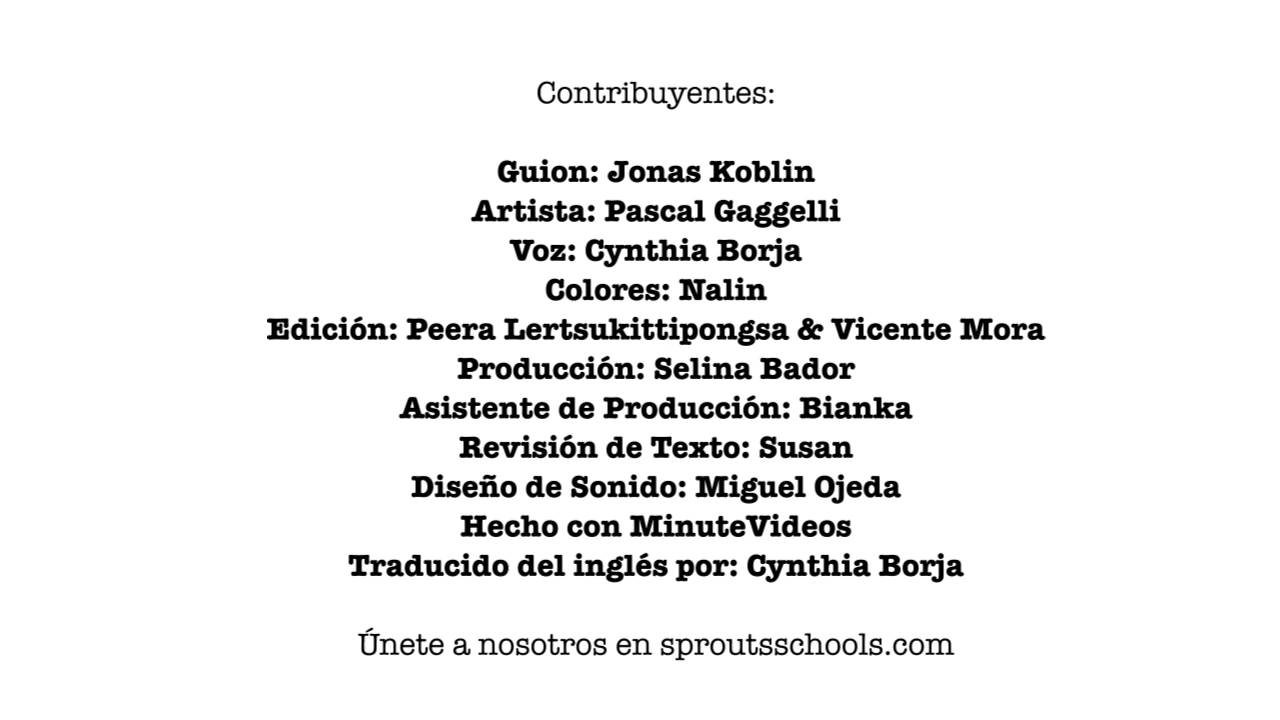 Contribuyentes:
Guion: Jonas Koblin
Artista: Pascal Gaggelli
Voz: Cynthia Borja
Colores: Nalin
Edición: Peera Lertsukittipongsa & Vicente Mora
Producción: Selina Bador
Asistente de Producción: Bianka
Revisión de Texto: Susan
Diseño de Sonido: Miguel Ojeda
Hecho con MinuteVideos
Traducido del inglés por: Cynthia Borja
Únete a nosotros en sproutsschools.com